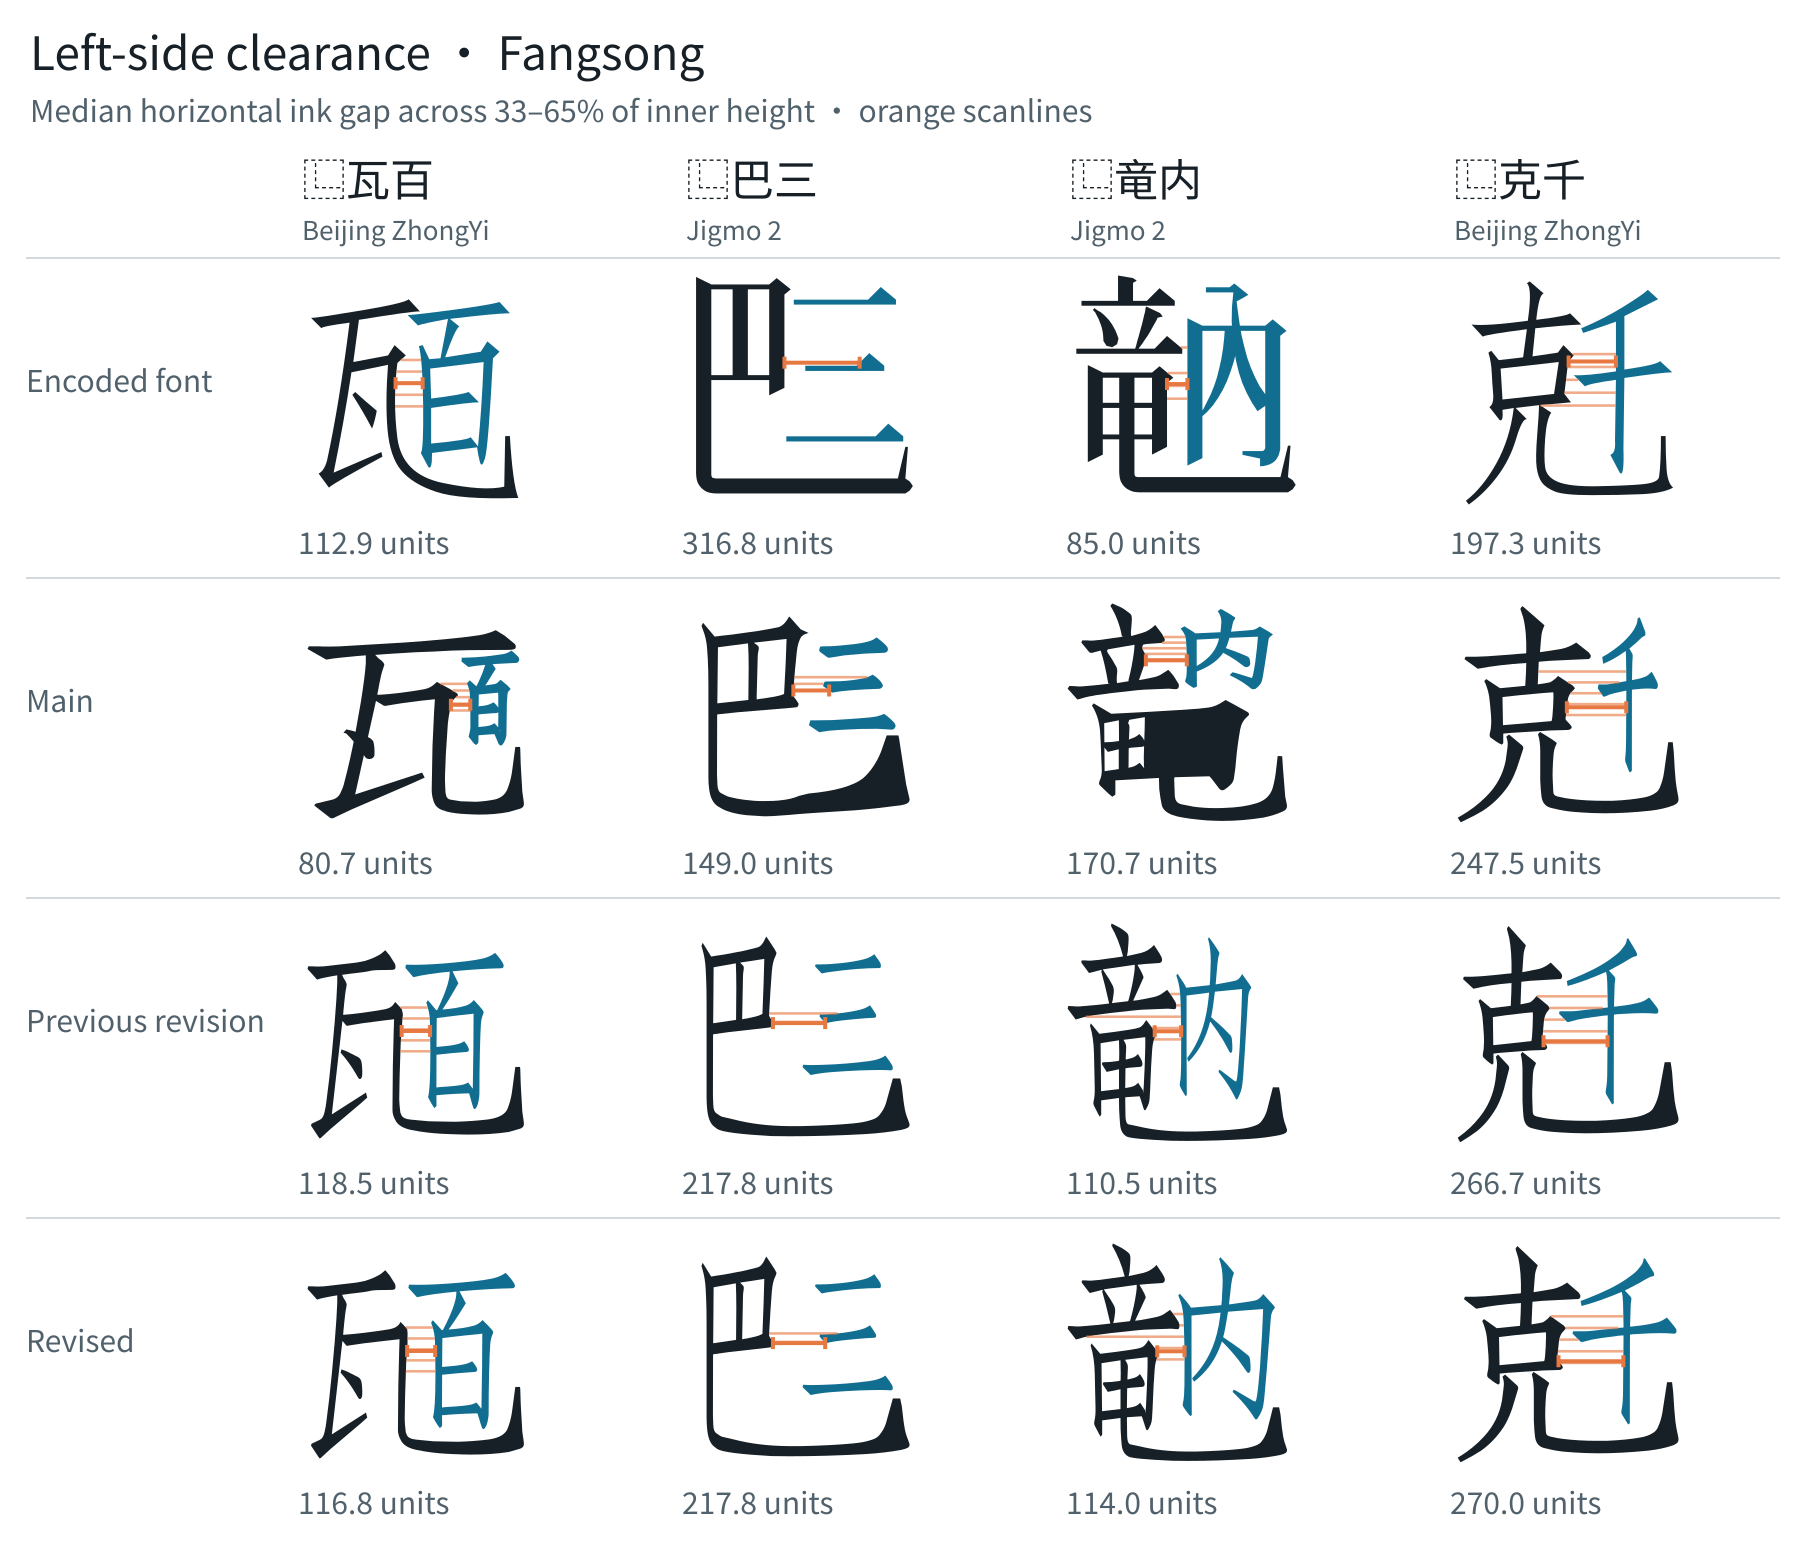 Left-side clearance · Fangsong
Median horizontal ink gap across 33–65% of inner height · orange scanlines
⿺瓦百 ⿺巴三 ⿺竜内 ⿺克千
Beijing ZhongYi Jigmo 2 Jigmo 2 Beijing ZhongYi
Encoded font
112.9 units 316.8 units 85.0 units 197.3 units
Main
80.7 units 149.0 units 170.7 units 247.5 units
Previous revision
118.5 units 217.8 units 110.5 units 266.7 units
Revised
116.8 units 217.8 units 114.0 units 270.0 units